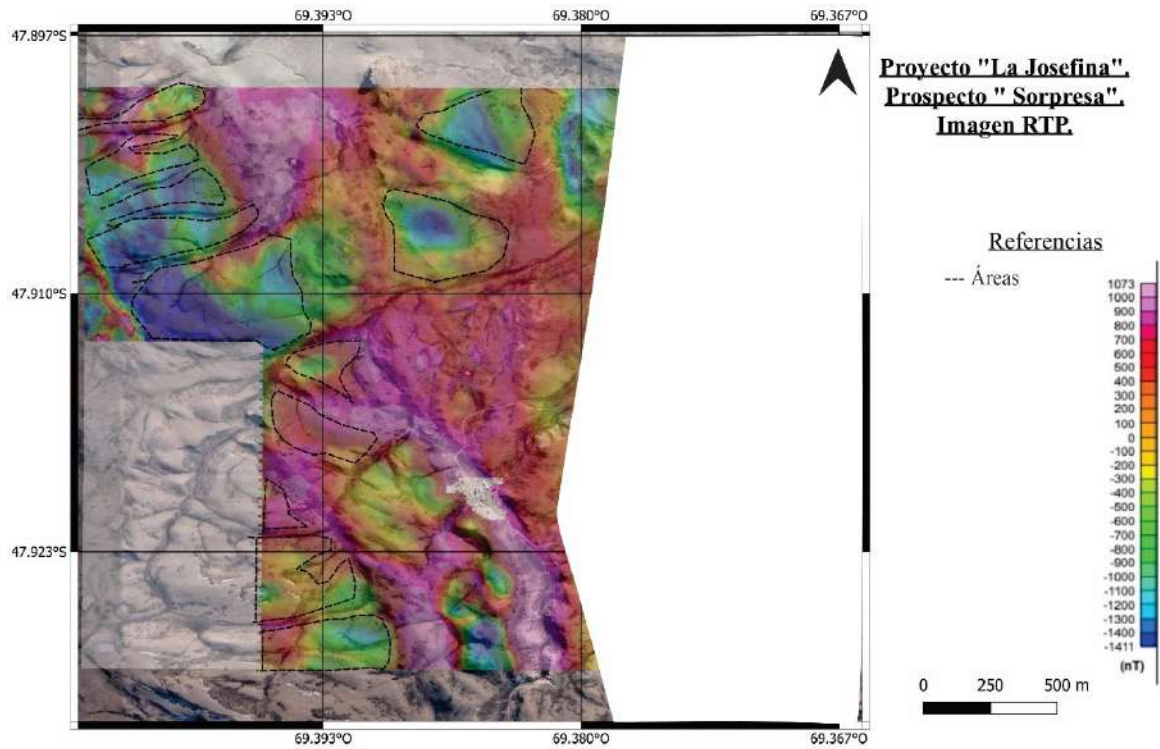 69.393°O 69.380°O 69.367°O
47.897°S
47.910°S
47.923°S
69.393°O 69.380°O 69.367°O
Proyecto "La Josefina".
Prospecto " Sorpresa".
Imagen RTP.
Referencias
--- Áreas
1073
1000
900
800
700
600
500
400
300
200
100
0
-100
-200
-300
-400
-500
-600
-700
-800
-900
-1000
-1100
-1200
-1300
-1400
-1411
(nT)
0 250 500 m